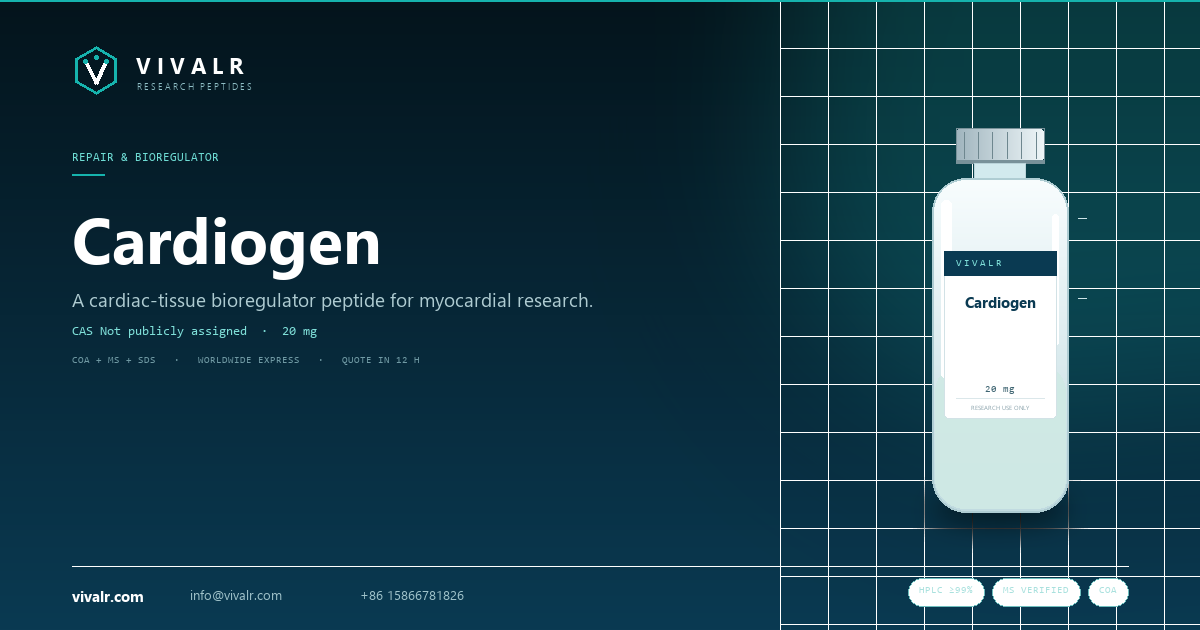 VIVALR
RESEARCH PEPTIDES
REPAIR & BIOREGULATOR
Cardiogen
A cardiac-tissue bioregulator peptide for myocardial research.
CAS Not publicly assigned · 20 mg
COA + MS + SDS · WORLDWIDE EXPRESS · QUOTE IN 12 H
VIVALR
Cardiogen
20 mg
RESEARCH USE ONLY
vivalr.com info@vivalr.com +86 15866781826
HPLC ≥99% MS VERIFIED COA